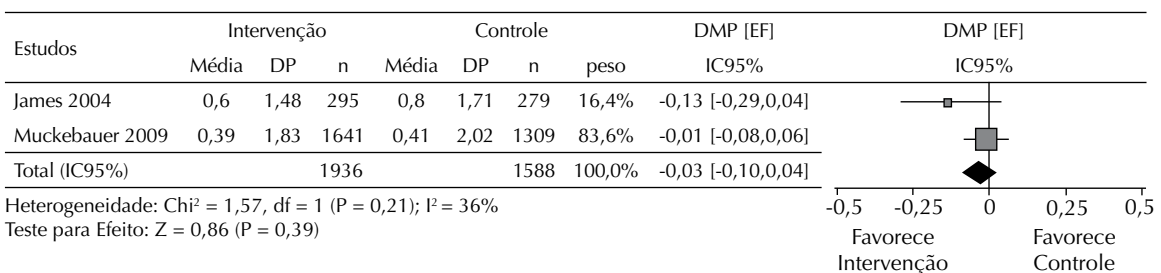 Estudos Intervenção Controle DMP [EF] DMP [EF]
Média DP n Média DP n peso IC95% IC95%
James 2004 0,6 1,48 295 0,8 1,71 279 16,4% -0,13 [-0,29,0,04]
Muckebauer 2009 0,39 1,83 1641 0,41 2,02 1309 83,6% -0,01 [-0,08,0,06]
Total (IC95%) 1936 1588 100,0% -0,03 [-0,10,0,04]
Heterogeneidade: Chi² = 1,57, df = 1 (P = 0,21); I² = 36%
Teste para Efeito: Z = 0,86 (P = 0,39)
-0,5 -0,25 0 0,25 0,5
Favorece Favorece
Intervenção Controle